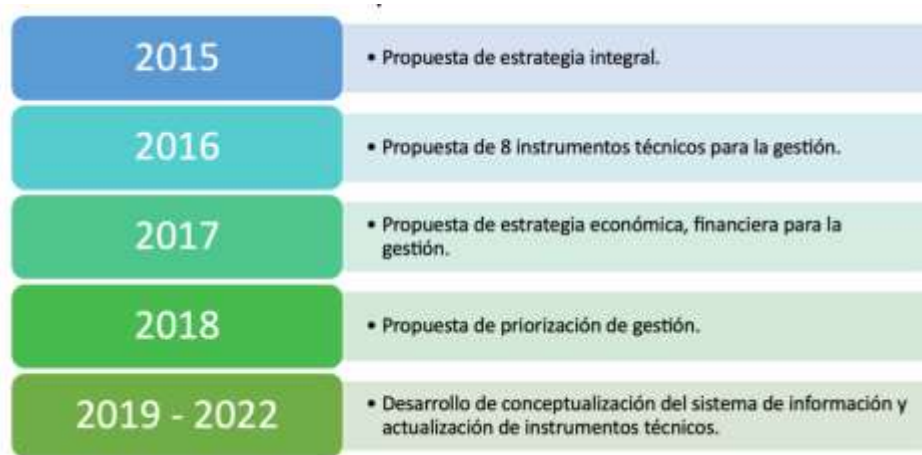 2015
• Propuesta de estrategia integral.
2016
• Propuesta de 8 instrumentos técnicos para la gestión.
2017
• Propuesta de estrategia económica, financiera para la
gestión.
2018
• Propuesta de priorización de gestión.
2019 - 2022
• Desarrollo de conceptualización del sistema de información y
actualización de instrumentos técnicos.